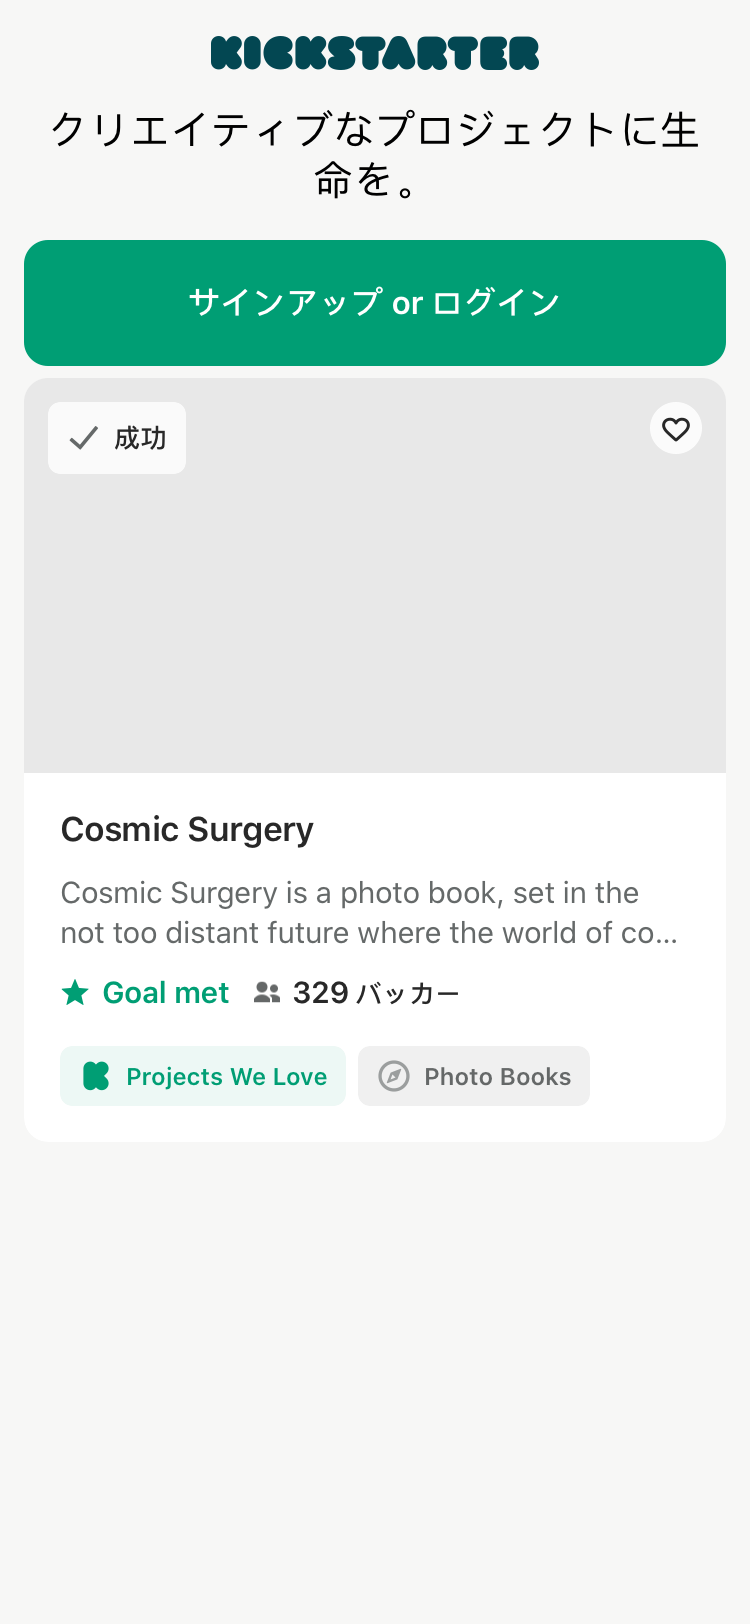 KICKSTARTER
クリエイティブなプロジェクトに生
命を。
サインアップ or ログイン
成功
Cosmic Surgery
Cosmic Surgery is a photo book, set in the
not too distant future where the world of co...
Goal met 329 バッカー
Projects We Love Photo Books